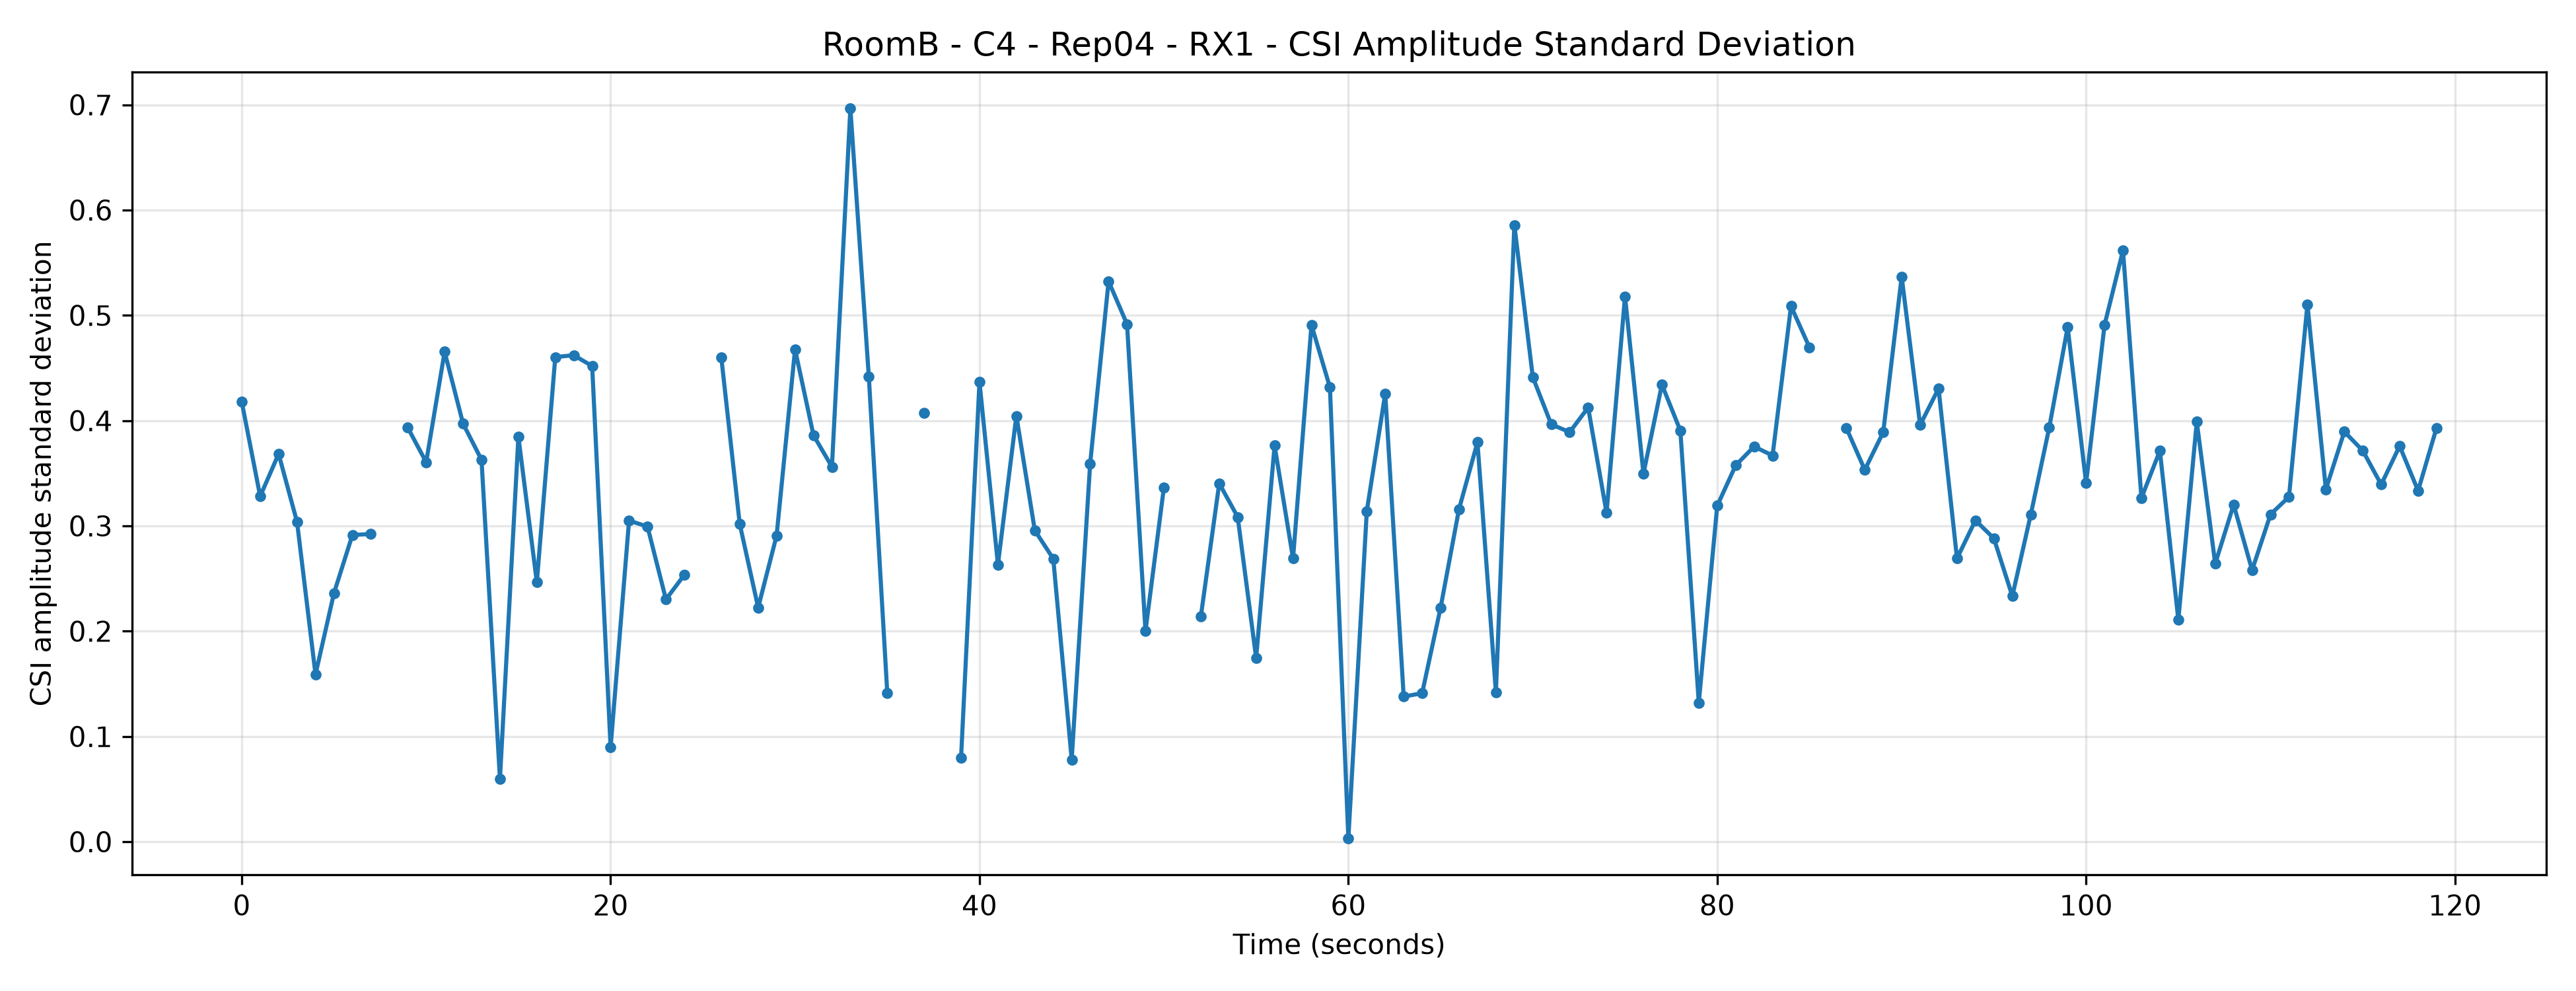 RoomB - C4 - Rep04 - RX1 - CSI Amplitude Standard Deviation
CSI amplitude standard deviation
0.7
0.6
0.5
0.4
0.3
0.2
0.1
0.0
0 20 40 60 80 100 120
Time (seconds)